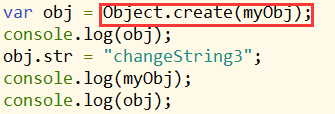 var obj = Object.create(myObj);
console.log(obj);
obj.str = "changeString3";
console.log(myObj);
console.log(obj);